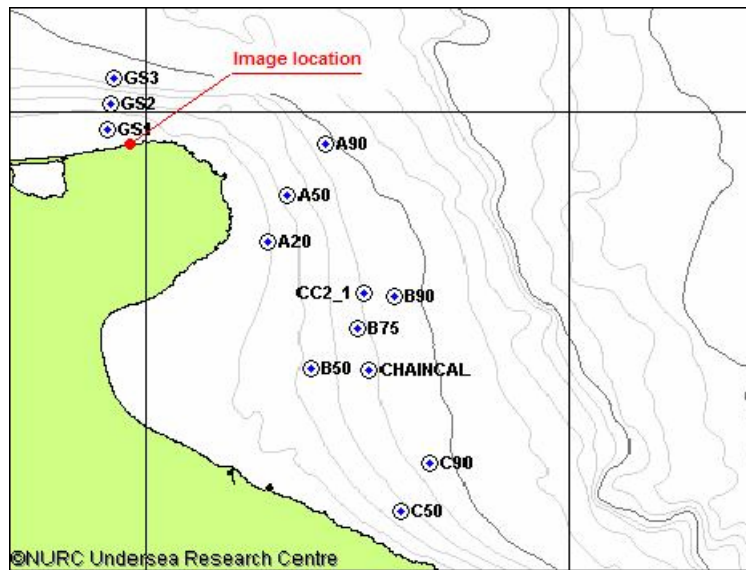 Image location
GS3
GS2
GS1
A90
A50
A20
CC2_1
B90
B75
B50
CHAINCAL
C90
C50
©NURC Undersea Research Centre